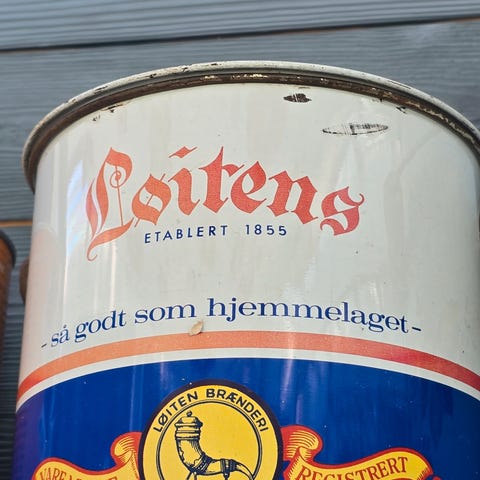 Løitens
ETABLERT 1855
- så godt som hjemmelaget -
LØITEN BRÆNDERI
REGISTRERT